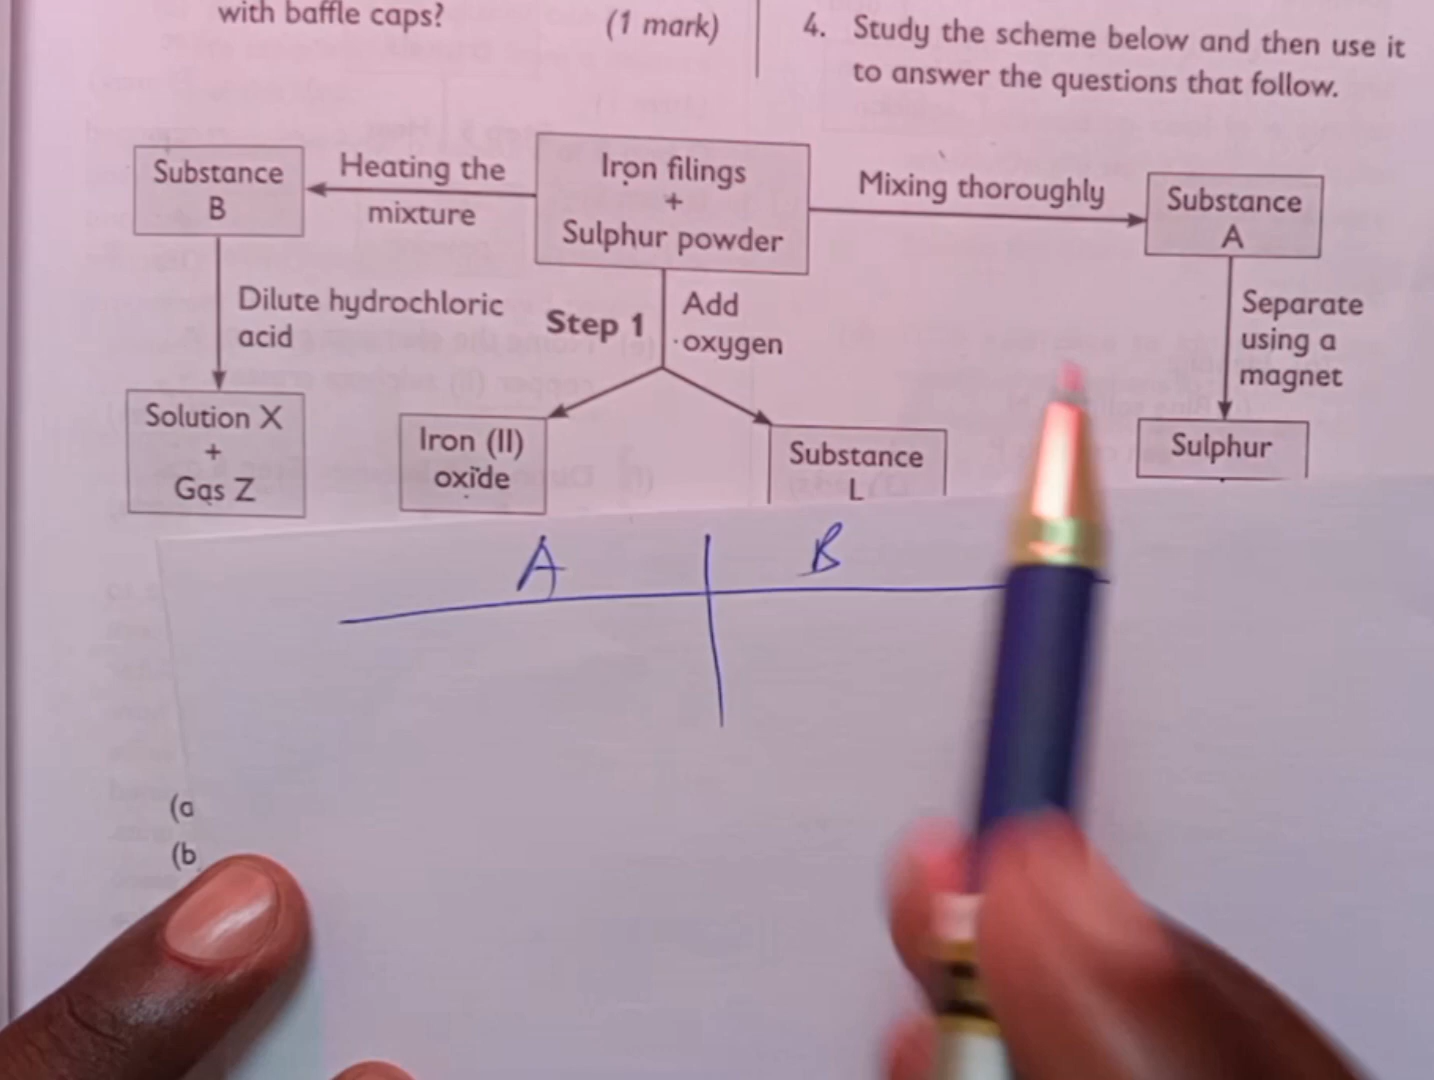 with baffle caps?
(1 mark)
4. Study the scheme below and then use it
to answer the questions that follow.
Substance
B
Heating the
mixture
Iron filings
+
Sulphur powder
Mixing thoroughly
Substance
A
Dilute hydrochloric
acid
Step 1
Add
oxygen
Separate
using a
magnet
Solution X
+
Gas Z
Iron (II)
oxide
Substance
L
Sulphur
A
B
(a
(b